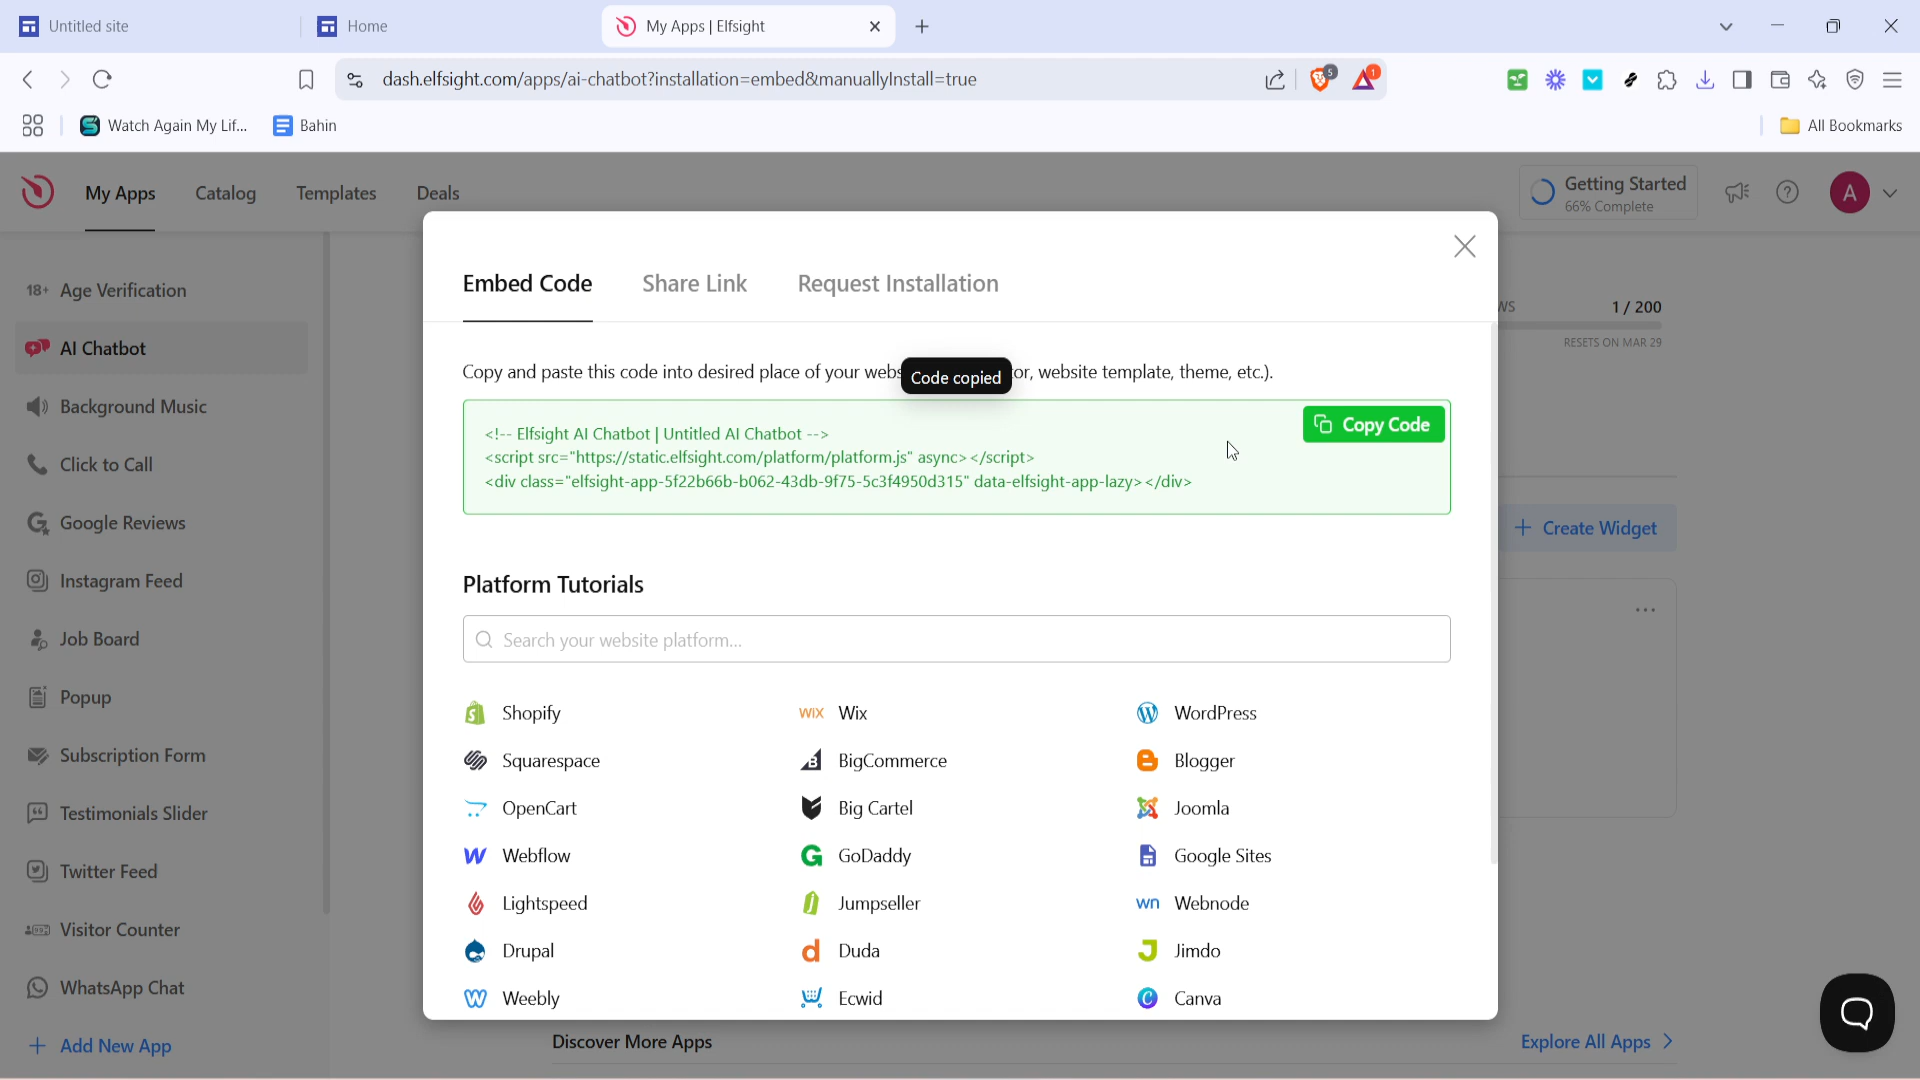 Untitled site
Home
My Apps | Elfsight
dash.elfsight.com/apps/ai-chatbot?installation=embed&manuallyInstall=true
5
1
Watch Again My Lif...
Bahin
All Bookmarks
My Apps
Catalog
Templates
Deals
Getting Started
66% Complete
A
18+ Age Verification
AI Chatbot
Background Music
Click to Call
Google Reviews
Instagram Feed
Job Board
Popup
Subscription Form
Testimonials Slider
Twitter Feed
Visitor Counter
WhatsApp Chat
Add New App
Embed Code
Share Link
Request Installation
Copy and paste this code into desired place of your webs
or, website template, theme, etc.).
Code copied
<!-- Elfsight AI Chatbot | Untitled AI Chatbot -->
<script src="https://static.elfsight.com/platform/platform.js" async></script>
<div class="elfsight-app-5f22b66b-b062-43db-9f75-5c3f4950d315" data-elfsight-app-lazy></div>
Copy Code
Platform Tutorials
Search your website platform...
Shopify
WIX Wix
WordPress
Squarespace
BigCommerce
Blogger
OpenCart
Big Cartel
Joomla
Webflow
GoDaddy
Google Sites
Lightspeed
Jumpseller
wn Webnode
Drupal
Duda
Jimdo
Weebly
Ecwid
Canva
WS
1 / 200
RESETS ON MAR 29
Create Widget
Discover More Apps
Explore All Apps